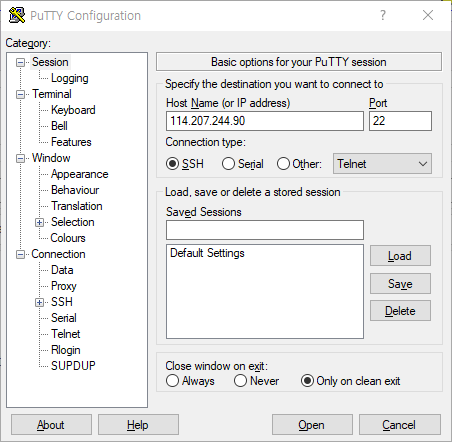 PuTTY Configuration
? ×
Category:
Session
Logging
Terminal
Keyboard
Bell
Features
Window
Appearance
Behaviour
Translation
Selection
Colours
Connection
Data
Proxy
SSH
Serial
Telnet
Rlogin
SUPDUP
Basic options for your PuTTY session
Specify the destination you want to connect to
Host Name (or IP address) Port
114.207.244.90 22
Connection type:
SSH Serial Other: Telnet
Load, save or delete a stored session
Saved Sessions
Default Settings
Load
Save
Delete
Close window on exit:
Always Never Only on clean exit
About Help Open Cancel